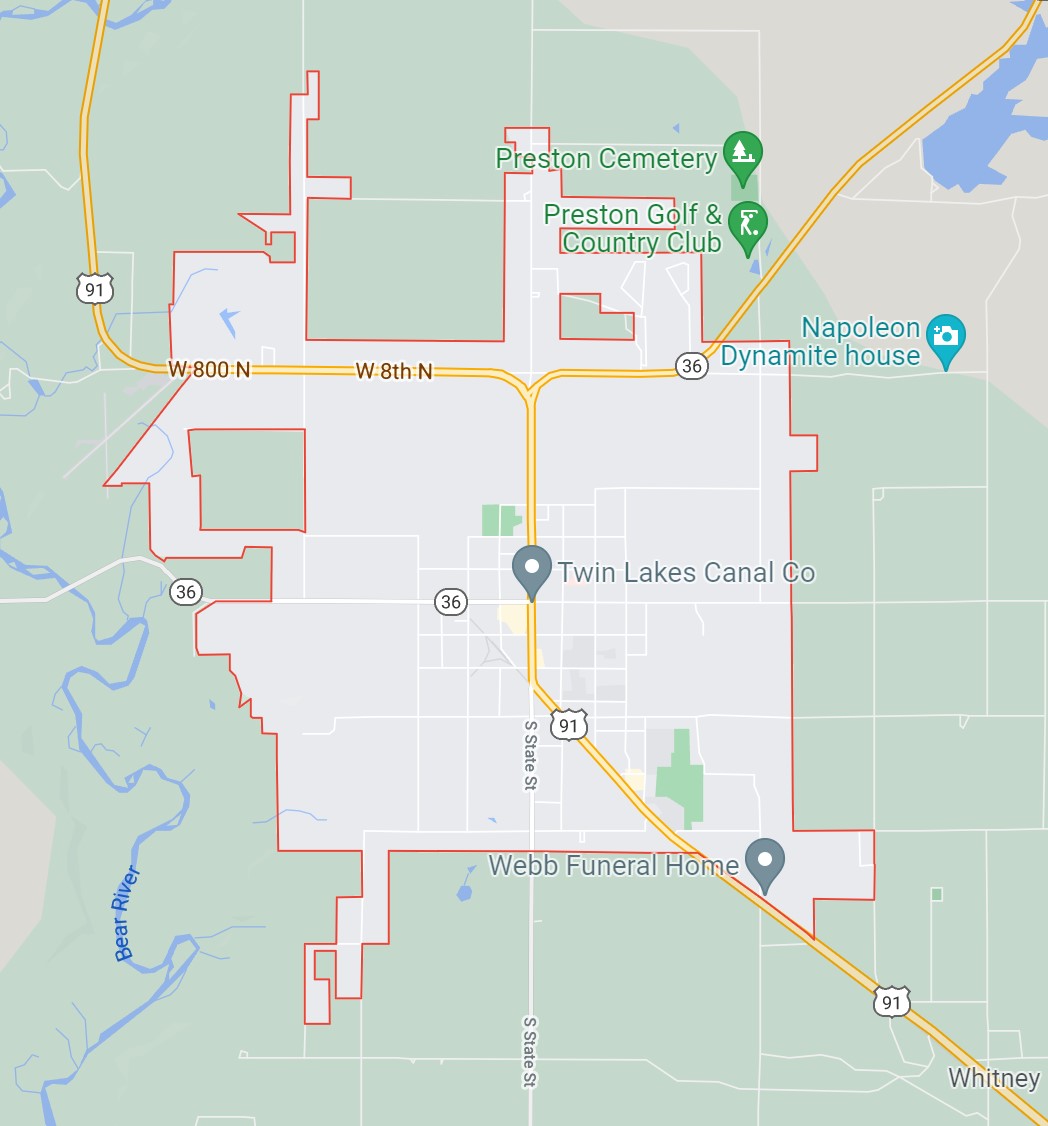 Preston Cemetery
Preston Golf &
Country Club
91
Napoleon
Dynamite house
36
W 800 N
W 8th N
Twin Lakes Canal Co
36
36
91
S State St
Webb Funeral Home
Bear River
91
S State St
Whitney